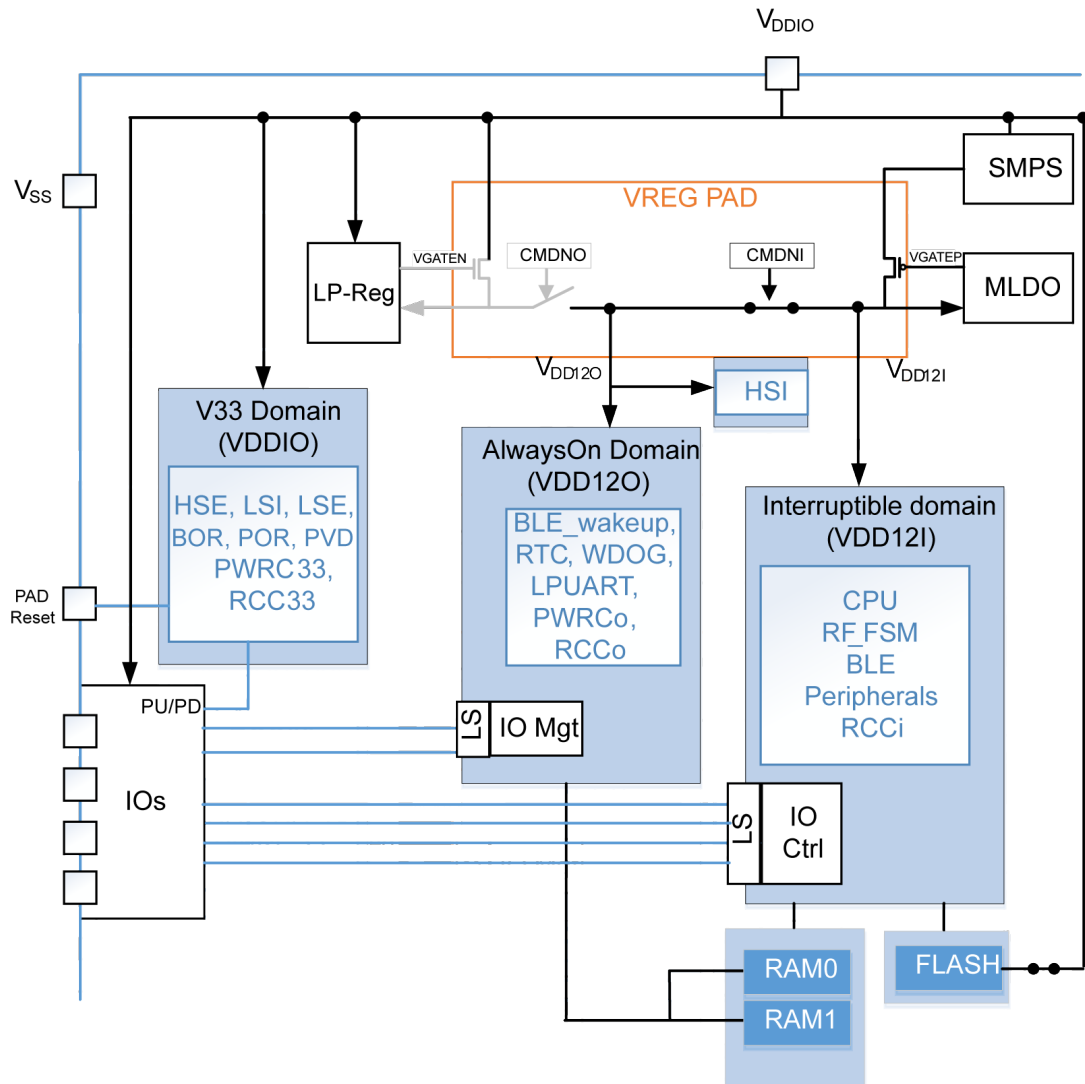 VDDIO
VSS
SMPS
VREG PAD
VGATEN
CMDNO
CMDNI
VGATEP
LP-Reg
MLDO
VDD12O
VDD12I
HSI
V33 Domain
(VDDIO)
HSE, LSI, LSE,
BOR, POR, PVD
PWRC33,
RCC33
AlwaysOn Domain
(VDD12O)
BLE_wakeup,
RTC, WDOG,
LPUART,
PWRCo,
RCCo
Interruptible domain
(VDD12I)
CPU
RF_FSM
BLE
Peripherals
RCCi
PAD
Reset
PU/PD
IOs
LS
IO Mgt
LS
IO
Ctrl
RAM0
RAM1
FLASH